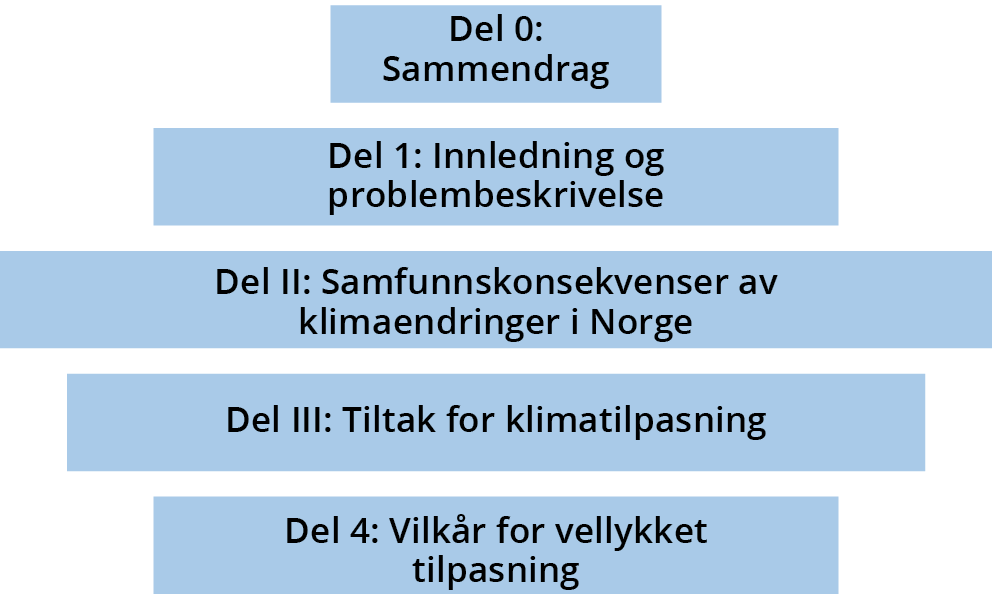 Del 0:
Sammendrag
Del 1: Innledning og
problembeskrivelse
Del II: Samfunnskonsekvenser av
klimaendringer i Norge
Del III: Tiltak for klimatilpasning
Del 4: Vilkår for vellykket
tilpasning